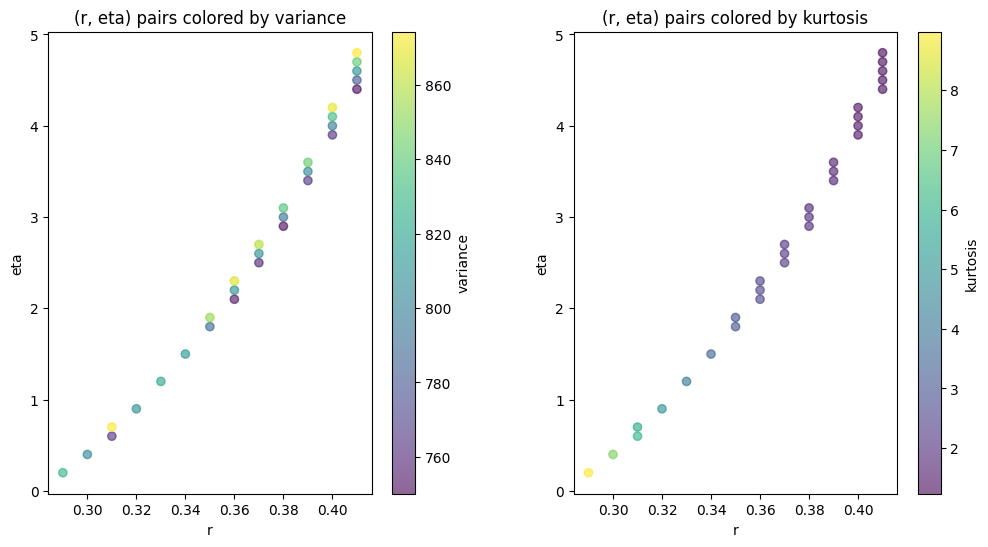 (r, eta) pairs colored by variance
5
4
3
2
1
0
eta
0.30 0.32 0.34 0.36 0.38 0.40
r
860
840
820
800
780
760
variance
(r, eta) pairs colored by kurtosis
5
4
3
2
1
0
eta
0.30 0.32 0.34 0.36 0.38 0.40
r
8
7
6
5
4
3
2
kurtosis